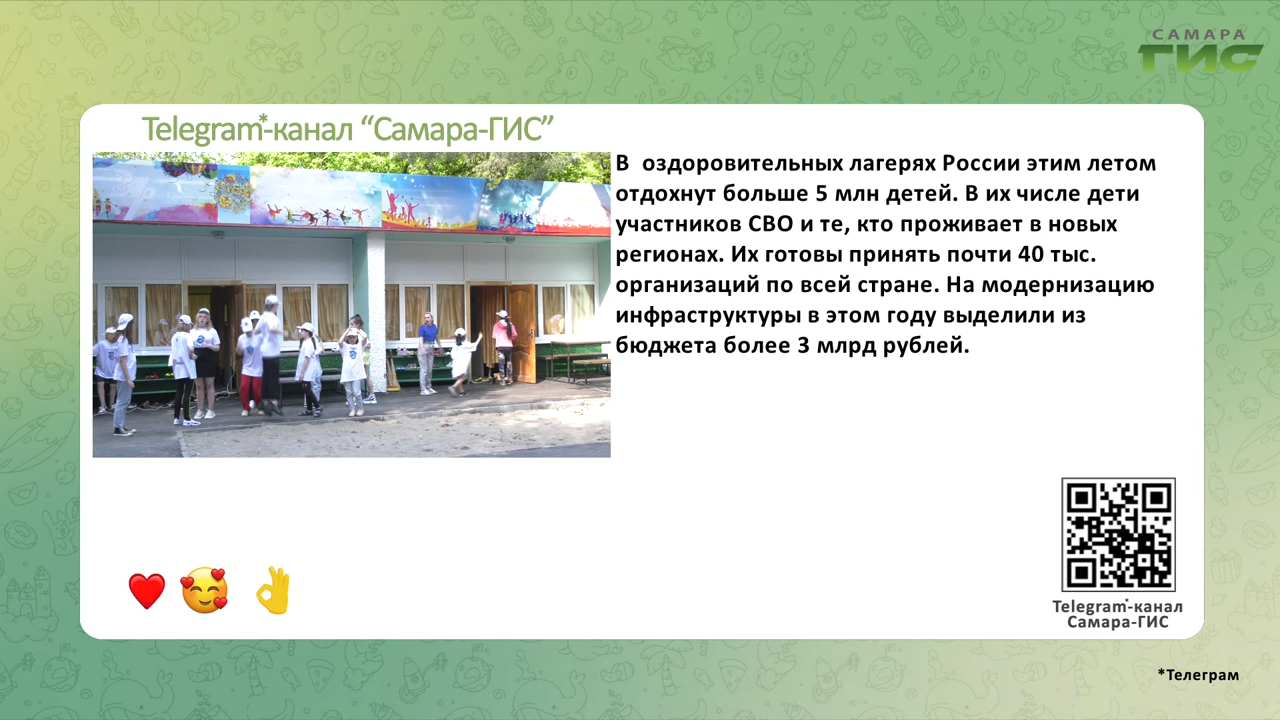 САМАРА
ГИС
Telegram*-канал “Самара-ГИС”
В  оздоровительных лагерях России этим летом
отдохнут больше 5 млн детей. В их числе дети
участников СВО и те, кто проживает в новых
регионах. Их готовы принять почти 40 тыс.
организаций по всей стране. На модернизацию
инфраструктуры в этом году выделили из
бюджета более 3 млрд рублей.
Telegram*-канал
Самара-ГИС
*Телеграм